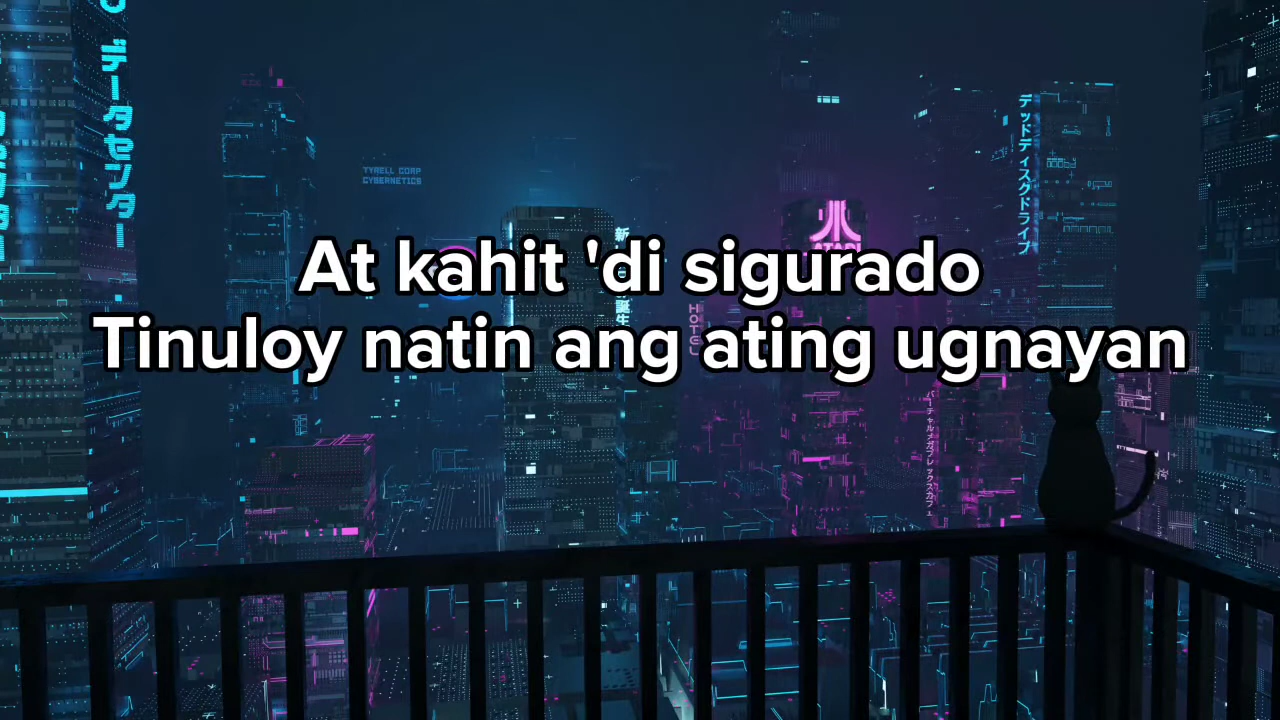 データセンター
デッドディスクドライブ
TYRELL CORP
CYBERNETICS
ATARI
At kahit 'di sigurado
Tinuloy natin ang ating ugnayan
HOTEL